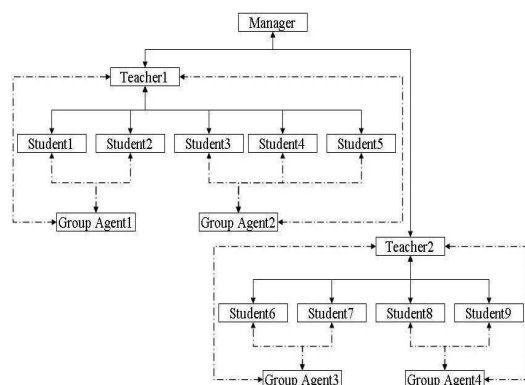 Manager
Teacher1
Student1 Student2 Student3 Student4 Student5
Group Agent1 Group Agent2
Teacher2
Student6 Student7 Student8 Student9
Group Agent3 Group Agent4